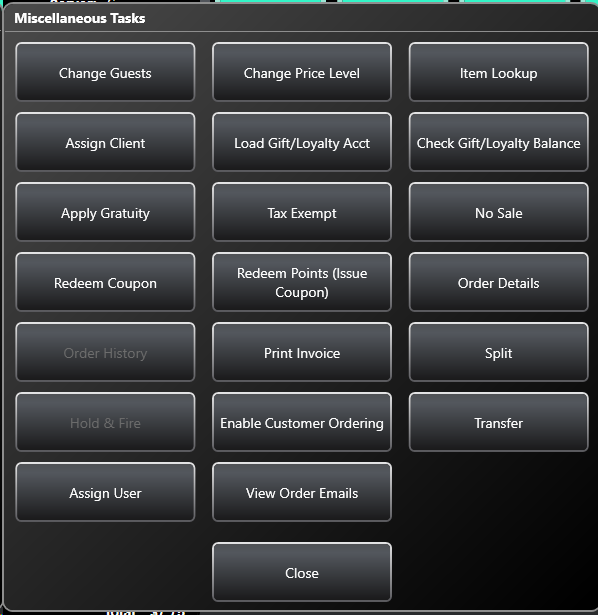 Miscellaneous Tasks
Change Guests
Change Price Level
Item Lookup
Assign Client
Load Gift/Loyalty Acct
Check Gift/Loyalty Balance
Apply Gratuity
Tax Exempt
No Sale
Redeem Coupon
Redeem Points (Issue
Coupon)
Order Details
Order History
Print Invoice
Split
Hold & Fire
Enable Customer Ordering
Transfer
Assign User
View Order Emails
Close